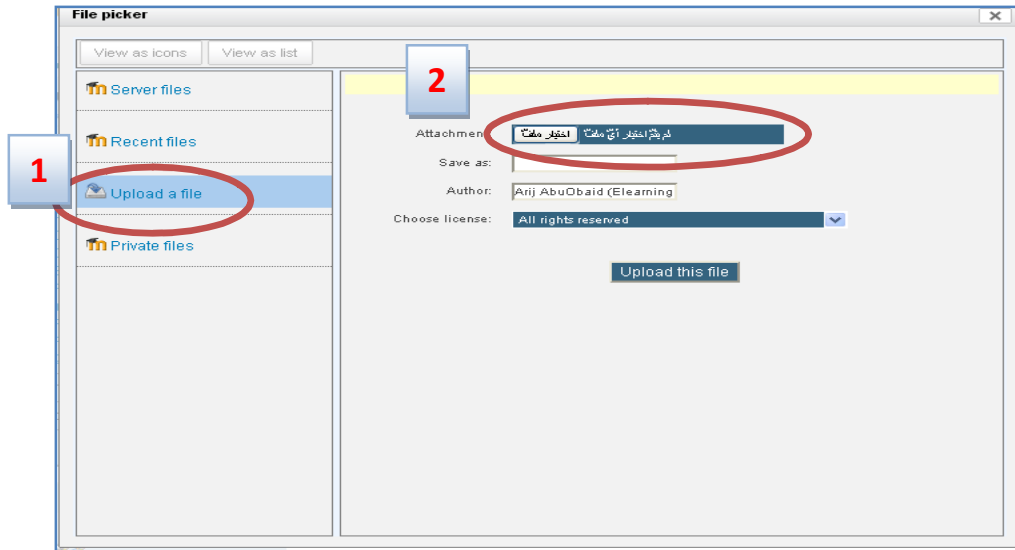 File picker
View as icons View as list
Server files
Recent files
Upload a file
Private files
1
2
Attachmen
اختيار ملفّ لم يتمّ اختيار أيّ ملفّ
Save as:
Author: Arij AbuObaid (Elearning
Choose license: All rights reserved
Upload this file